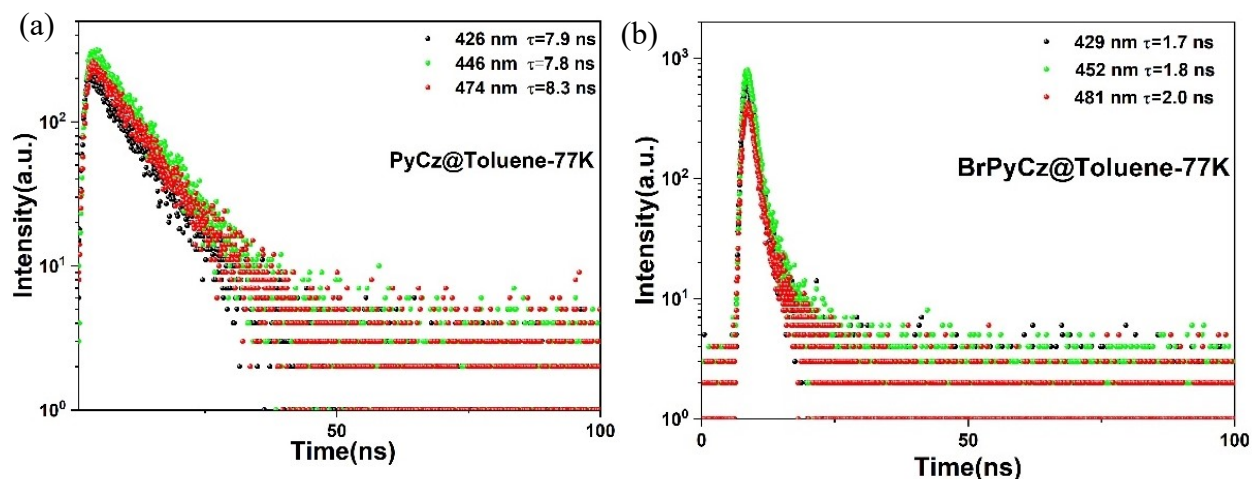 (a)
426 nm τ=7.9 ns
446 nm τ=7.8 ns
474 nm τ=8.3 ns
PyCz@Toluene-77K
Intensity(a.u.)
10²
10¹
10⁰
50
100
Time(ns)
(b)
429 nm τ=1.7 ns
452 nm τ=1.8 ns
481 nm τ=2.0 ns
BrPyCz@Toluene-77K
Intensity(a.u.)
10³
10²
10¹
10⁰
0
50
100
Time(ns)